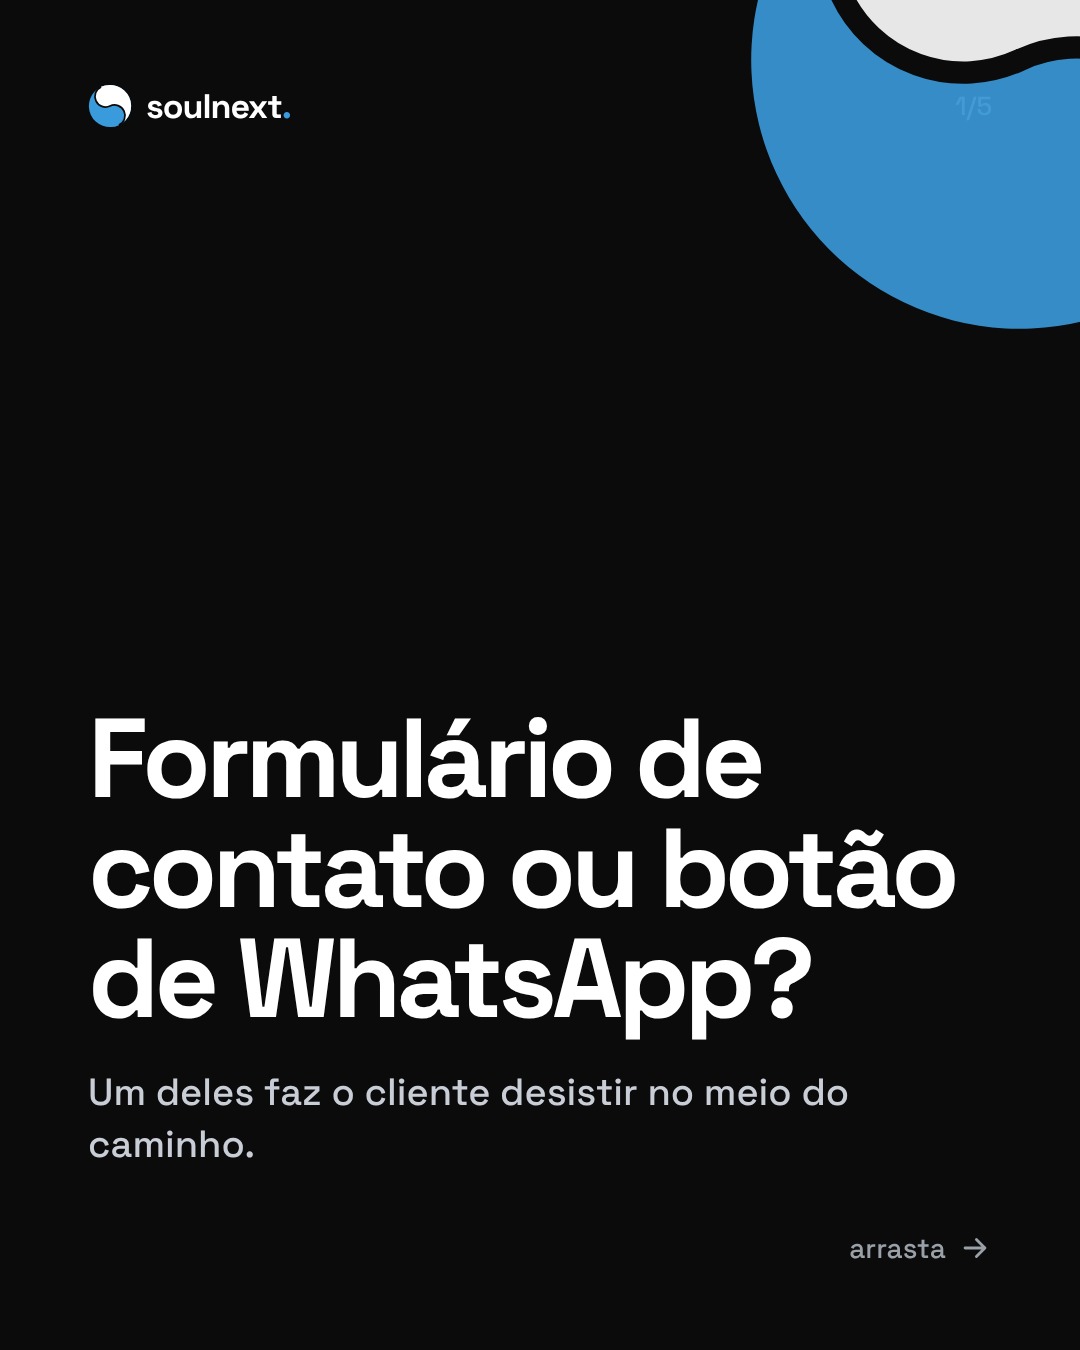 soulnext.
1/5
Formulário de
contato ou botão
de WhatsApp?
Um deles faz o cliente desistir no meio do
caminho.
arrasta →